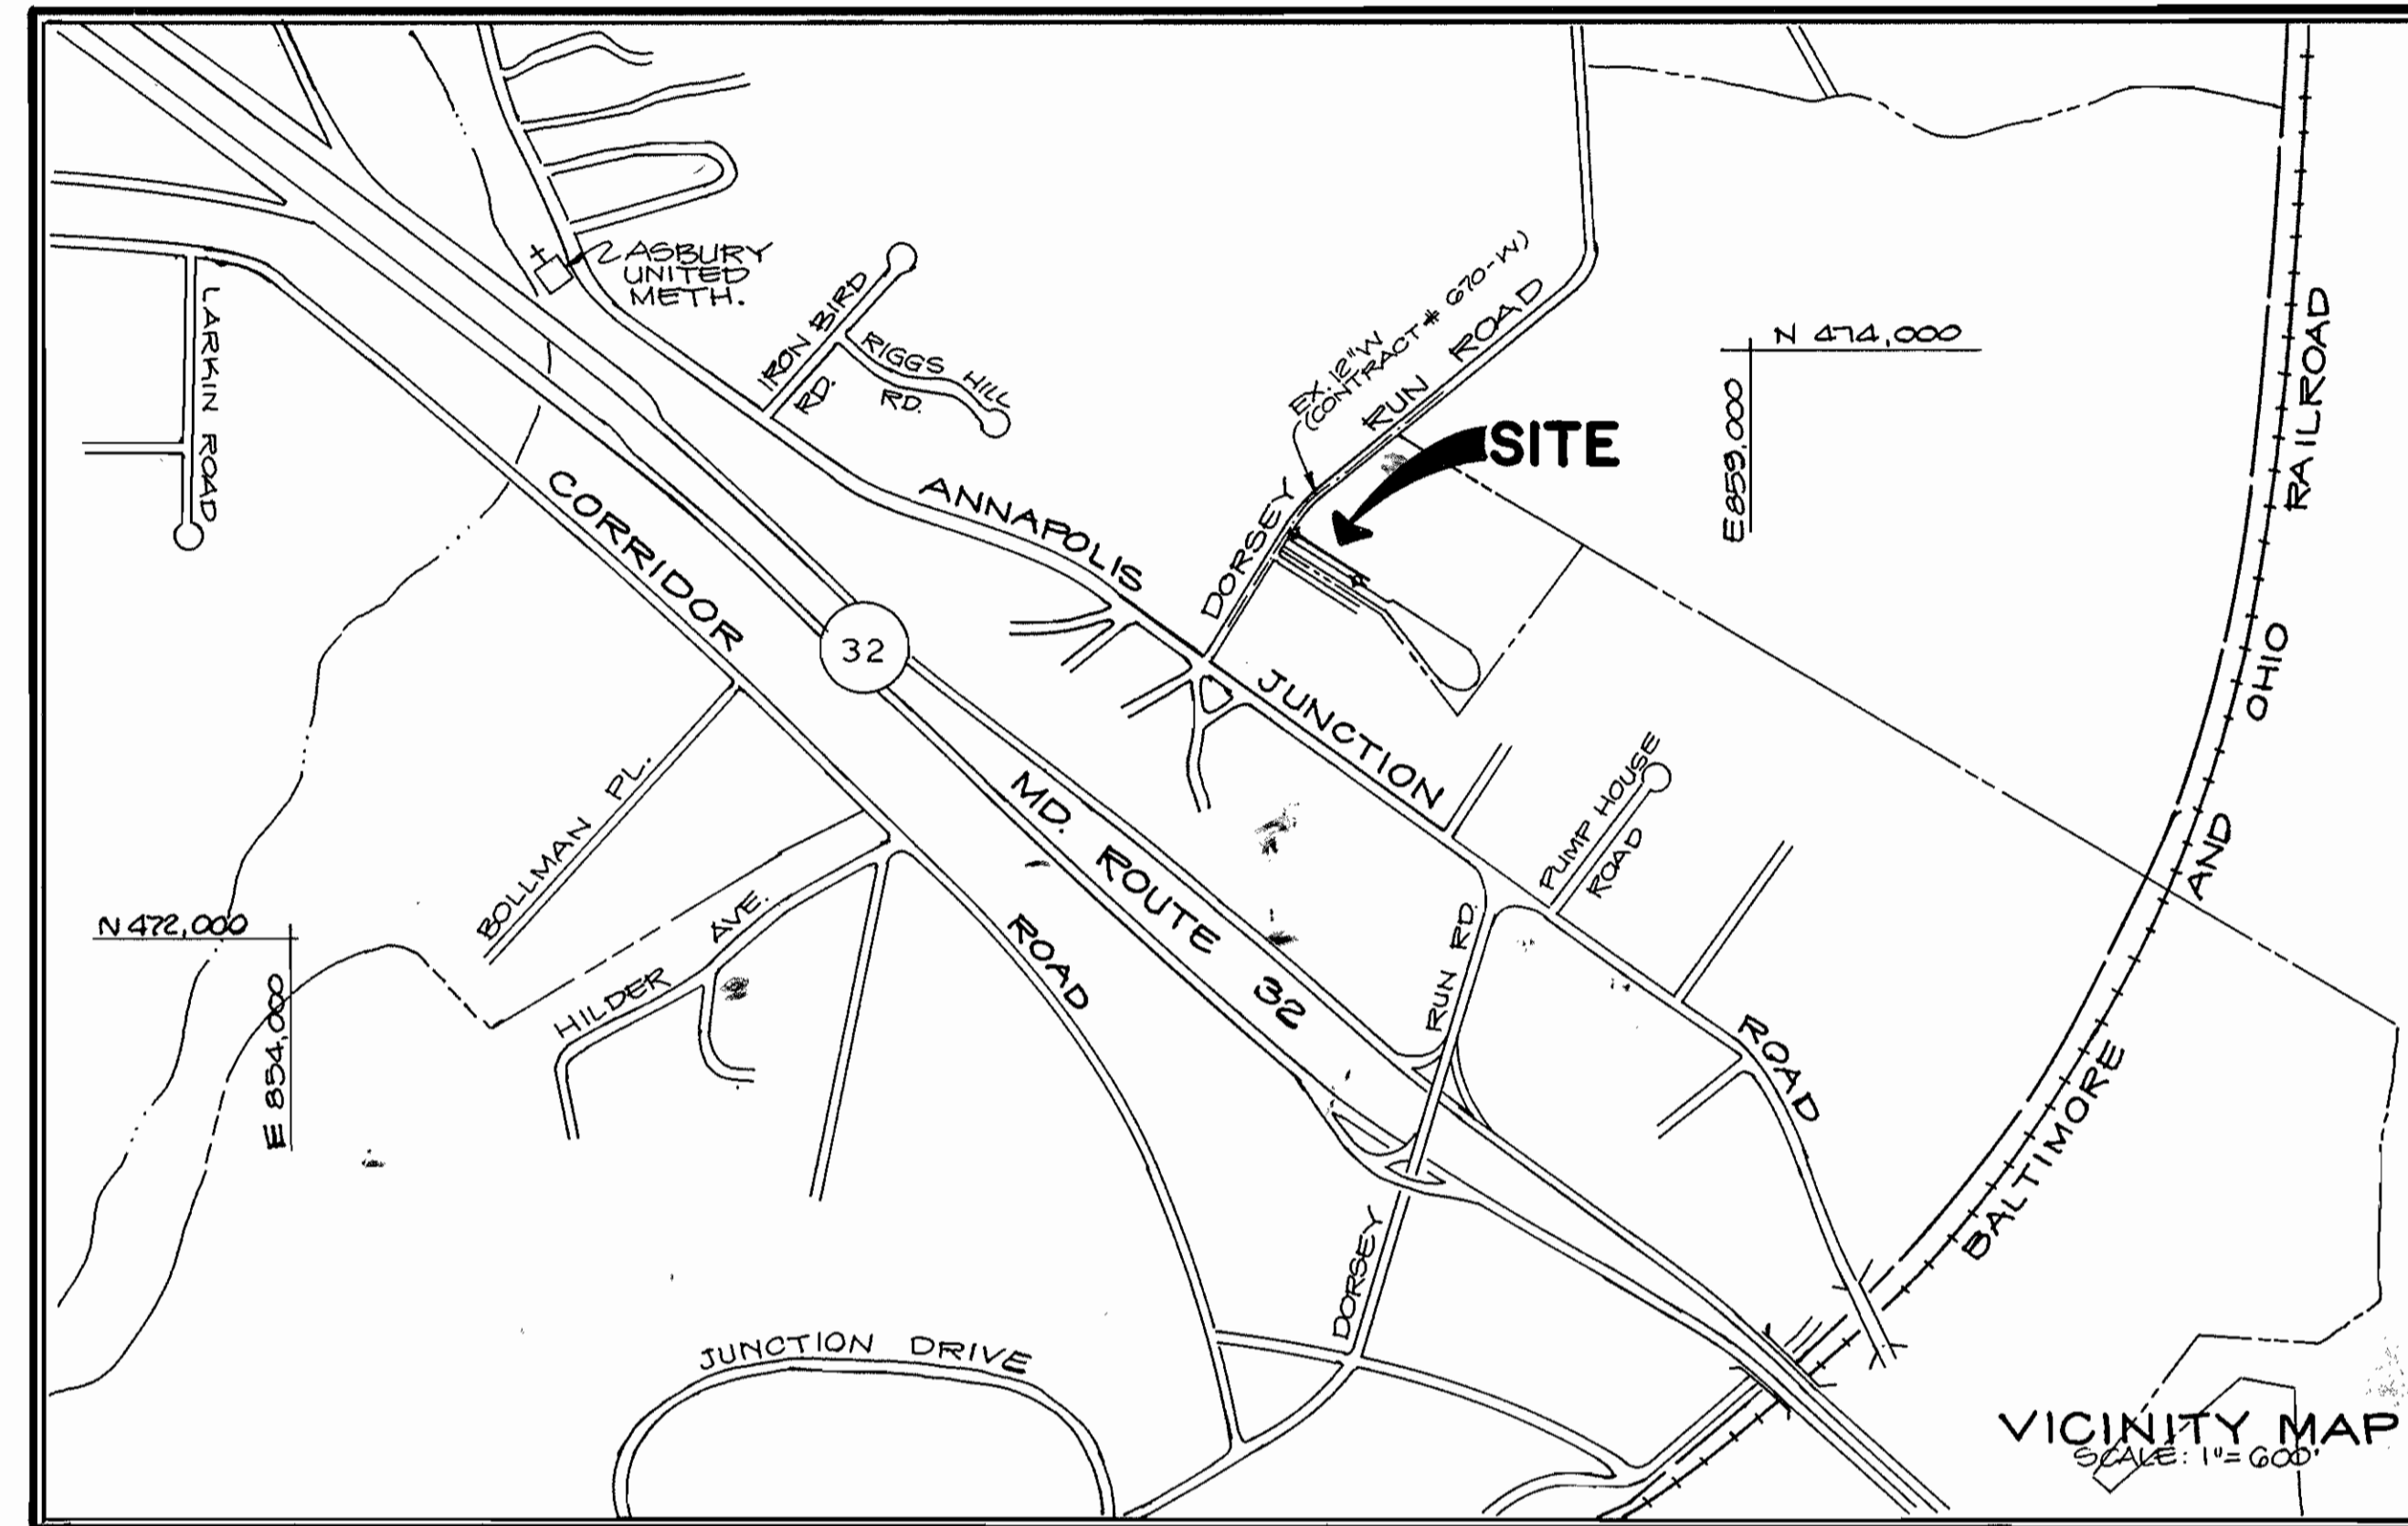 ASBURY
UNITED
METH.
LARKIN ROAD
IRON BIRD
RD.
RIGGS HILL
RD.
EX. 12"W
(CONTRACT # 670-W)
DORSEY RUN ROAD
SITE
N 474,000
E 859,000
BALTIMORE AND OHIO RAILROAD
ANNAPOLIS JUNCTION ROAD
CORRIDOR ROAD
32
MD. ROUTE 32
BOLLMAN PL.
PUMP HOUSE
ROAD
HILDER AVE.
N 472,000
E 854,000
DORSEY RUN RD.
JUNCTION DRIVE
VICINITY MAP
SCALE: 1"= 600'